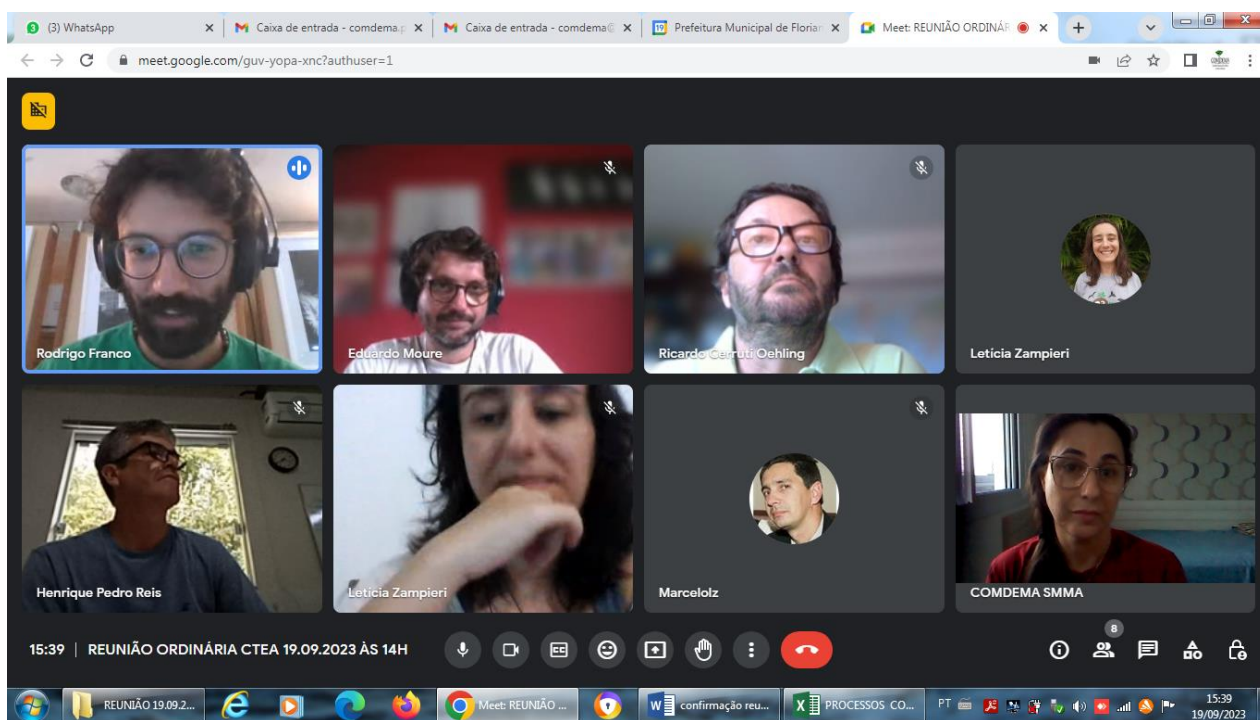 3 (3) WhatsApp
Caixa de entrada - comdema.p
Caixa de entrada - comdema@
19 Prefeitura Municipal de Florian
Meet: REUNIÃO ORDINÁR
meet.google.com/guv-yopa-xnc?authuser=1
Rodrigo Franco
Eduardo Moure
Ricardo Cerruti Oehling
Letícia Zampieri
Henrique Pedro Reis
Letícia Zampieri
Marcelolz
COMDEMA SMMA
15:39 | REUNIÃO ORDINÁRIA CTEA 19.09.2023 ÀS 14H
CC
8
REUNIÃO 19.09.2...
Meet: REUNIÃO ...
confirmação reu...
PROCESSOS CO...
PT
15:39
19/09/2023